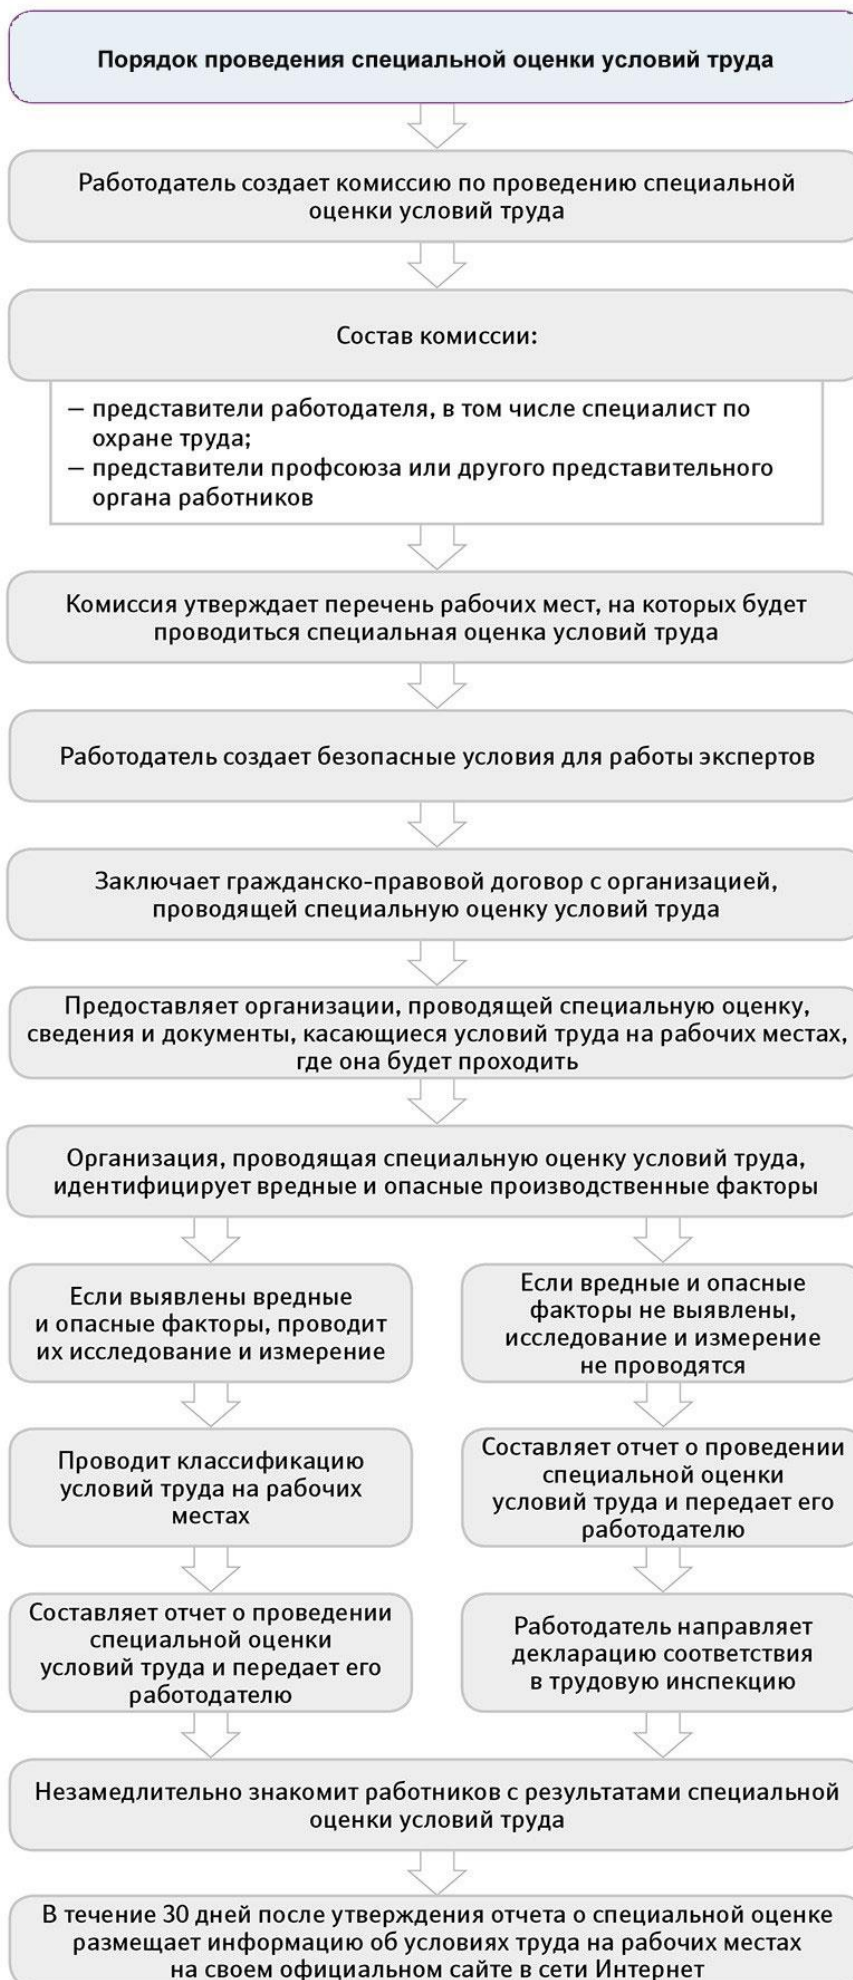 Порядок проведения специальной оценки условий труда
Работодатель создает комиссию по проведению специальной
оценки условий труда
Состав комиссии:
– представители работодателя, в том числе специалист по
охране труда;
– представители профсоюза или другого представительного
органа работников
Комиссия утверждает перечень рабочих мест, на которых будет
проводиться специальная оценка условий труда
Работодатель создает безопасные условия для работы экспертов
Заключает гражданско-правовой договор с организацией,
проводящей специальную оценку условий труда
Предоставляет организации, проводящей специальную оценку,
сведения и документы, касающиеся условий труда на рабочих местах,
где она будет проходить
Организация, проводящая специальную оценку условий труда,
идентифицирует вредные и опасные производственные факторы
Если выявлены вредные
и опасные факторы, проводит
их исследование и измерение
Если вредные и опасные
факторы не выявлены,
исследование и измерение
не проводятся
Проводит классификацию
условий труда на рабочих
местах
Составляет отчет о проведении
специальной оценки
условий труда и передает его
работодателю
Составляет отчет о проведении
специальной оценки
условий труда и передает его
работодателю
Работодатель направляет
декларацию соответствия
в трудовую инспекцию
Незамедлительно знакомит работников с результатами специальной
оценки условий труда
В течение 30 дней после утверждения отчета о специальной оценке
размещает информацию об условиях труда на рабочих местах
на своем официальном сайте в сети Интернет